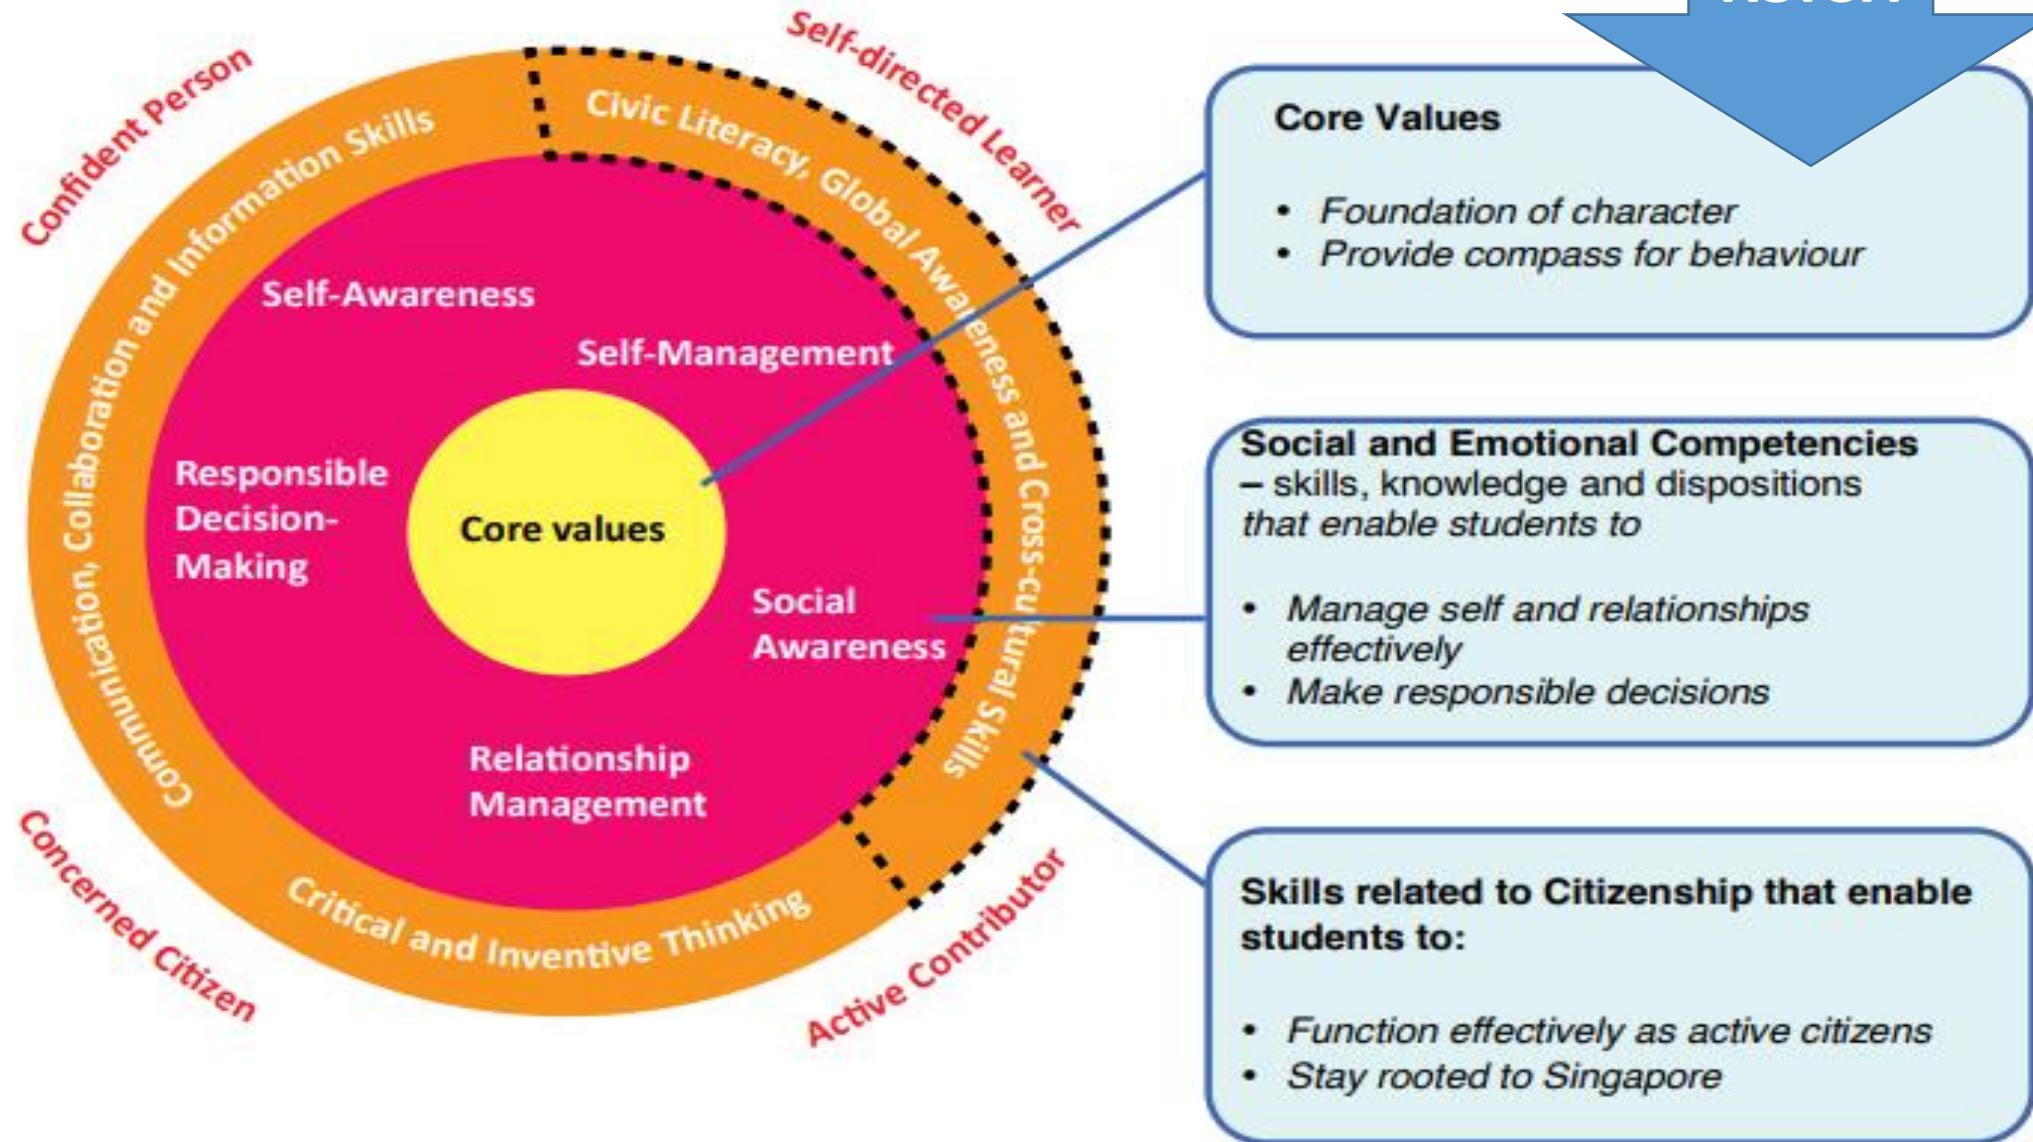 Confident Person
Self-directed Learner
Communication, Collaboration and Information Skills
Civic Literacy, Global Awareness and Cross-cultural Skills
Self-Awareness
Self-Management
Responsible
Decision-
Making
Core values
Social
Awareness
Relationship
Management
Critical and Inventive Thinking
Concerned Citizen
Active Contributor
Core Values
• Foundation of character
• Provide compass for behaviour
Social and Emotional Competencies
– skills, knowledge and dispositions
that enable students to
• Manage self and relationships
effectively
• Make responsible decisions
Skills related to Citizenship that enable
students to:
• Function effectively as active citizens
• Stay rooted to Singapore